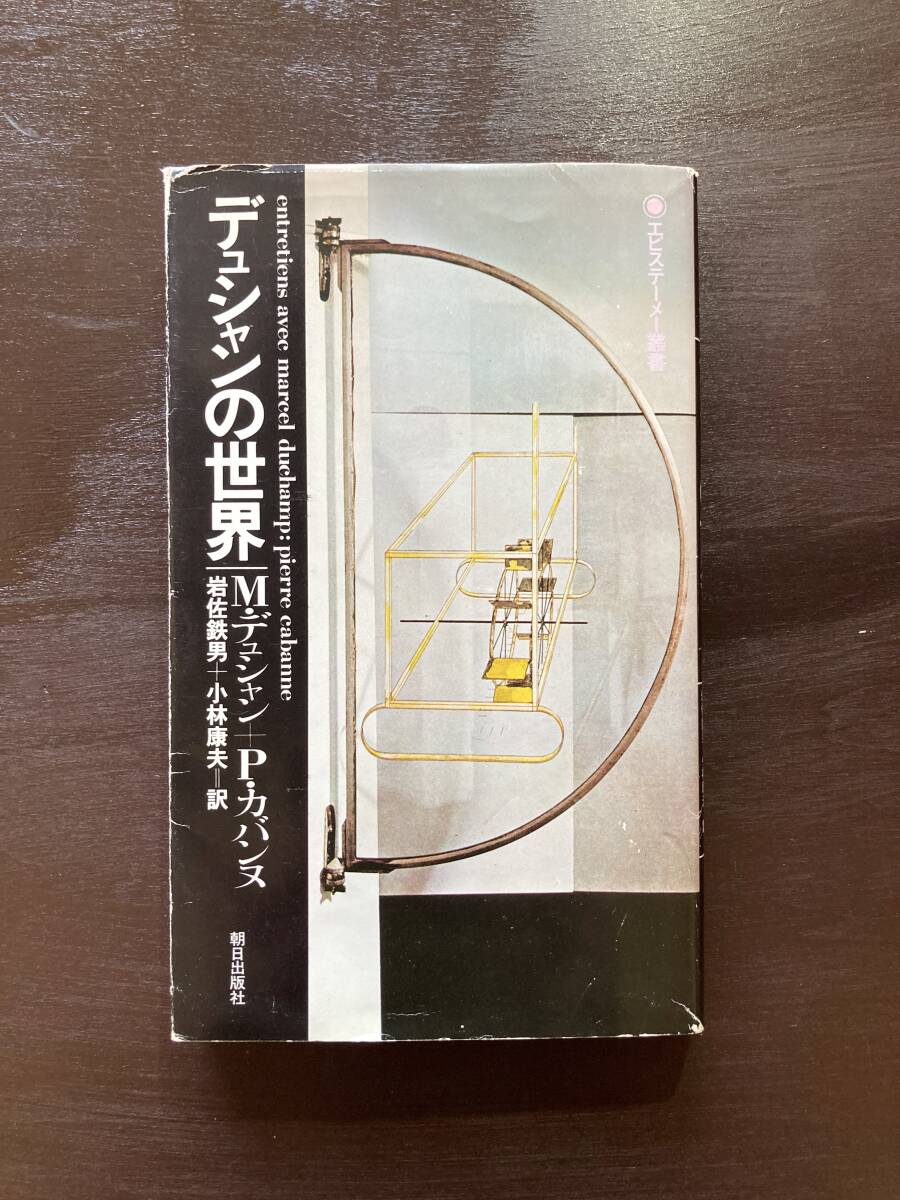 エピステーメー叢書
entretiens avec marcel duchamp: pierre cabanne
デュシャンの世界
M・デュシャン+P・カバンヌ
岩佐鉄男+小林康夫=訳
朝日出版社